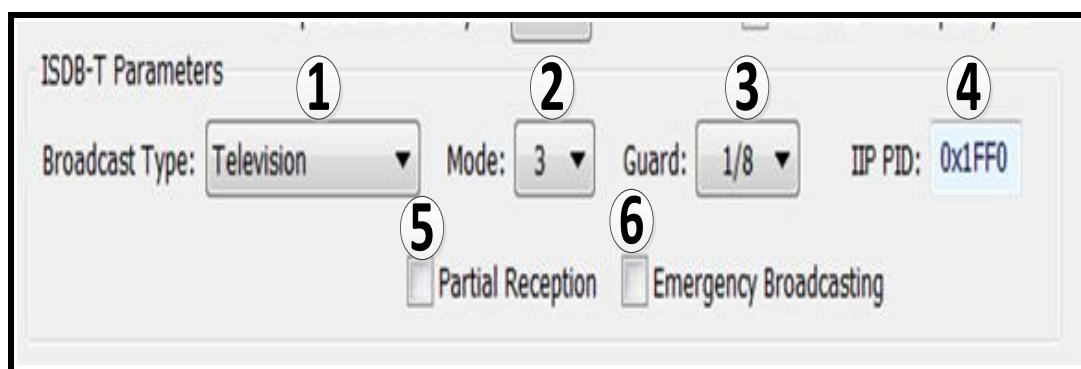 ISDB-T Parameters
1 2 3 4
Broadcast Type: Television Mode: 3 Guard: 1/8 IIP PID: 0x1FF0
5 6
Partial Reception Emergency Broadcasting